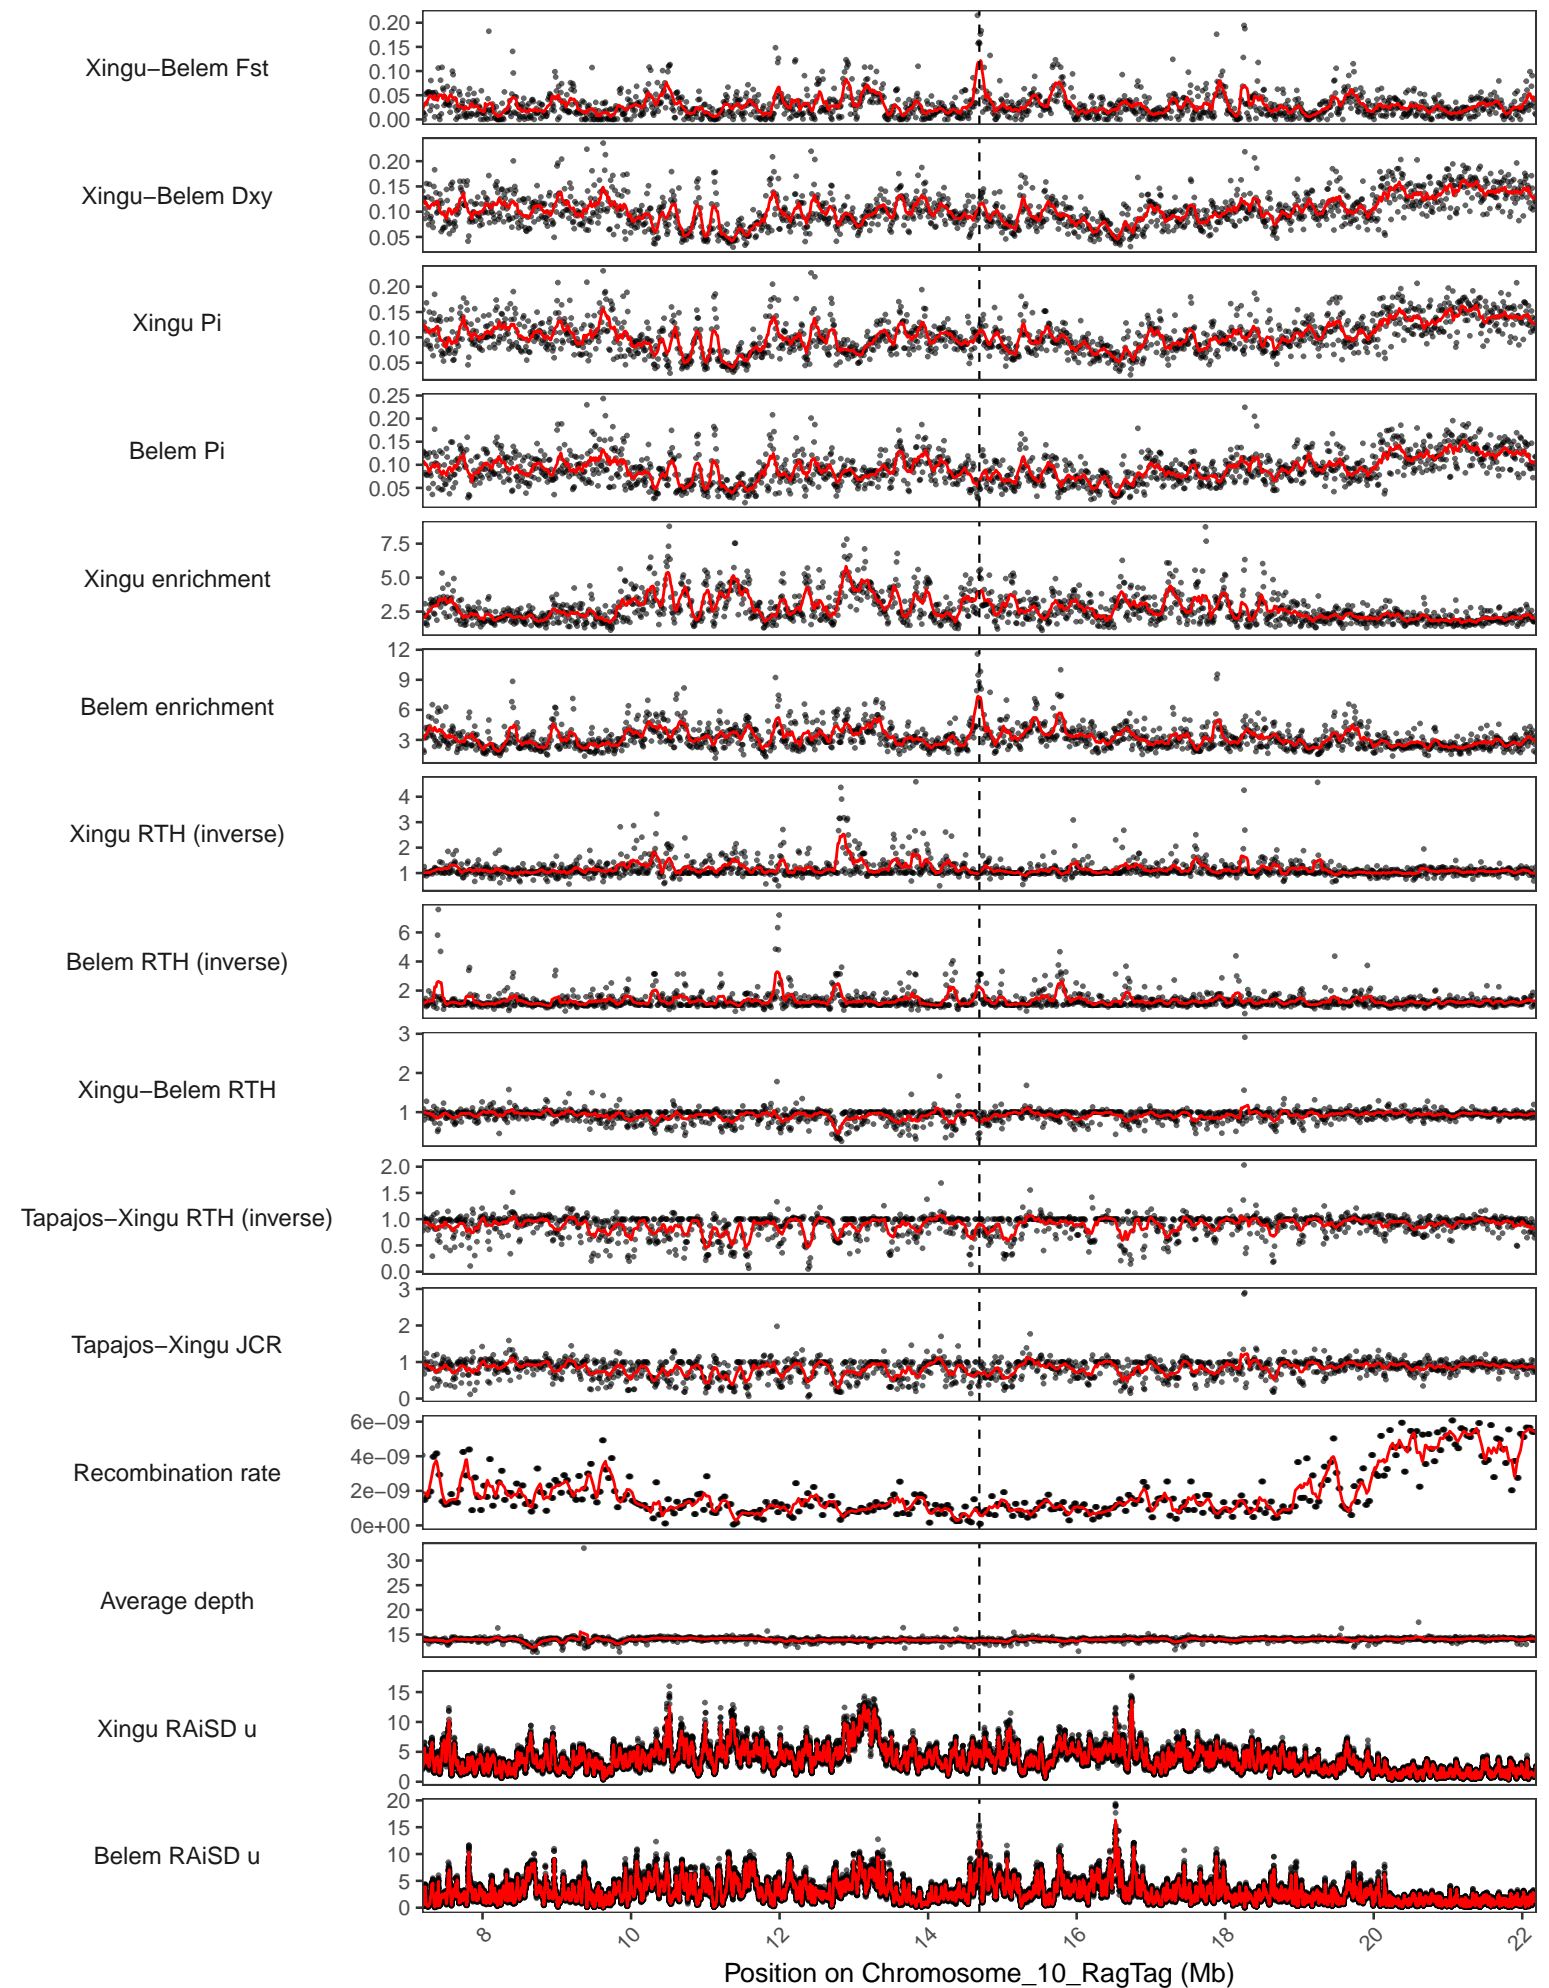 Xingu−Belem Fst
0.20
0.15
0.10
0.05
0.00
Xingu−Belem Dxy
0.20
0.15
0.10
0.05
Xingu Pi
0.20
0.15
0.10
0.05
Belem Pi
0.25
0.20
0.15
0.10
0.05
Xingu enrichment
7.5
5.0
2.5
Belem enrichment
12
9
6
3
Xingu RTH (inverse)
4
3
2
1
Belem RTH (inverse)
6
4
2
Xingu−Belem RTH
3
2
1
Tapajos−Xingu RTH (inverse)
2.0
1.5
1.0
0.5
0.0
Tapajos−Xingu JCR
3
2
1
0
Recombination rate
6e−09
4e−09
2e−09
0e+00
Average depth
30
25
20
15
Xingu RAiSD u
15
10
5
0
Belem RAiSD u
20
15
10
5
0
8 10 12 14 16 18 20 22
Position on Chromosome_10_RagTag (Mb)